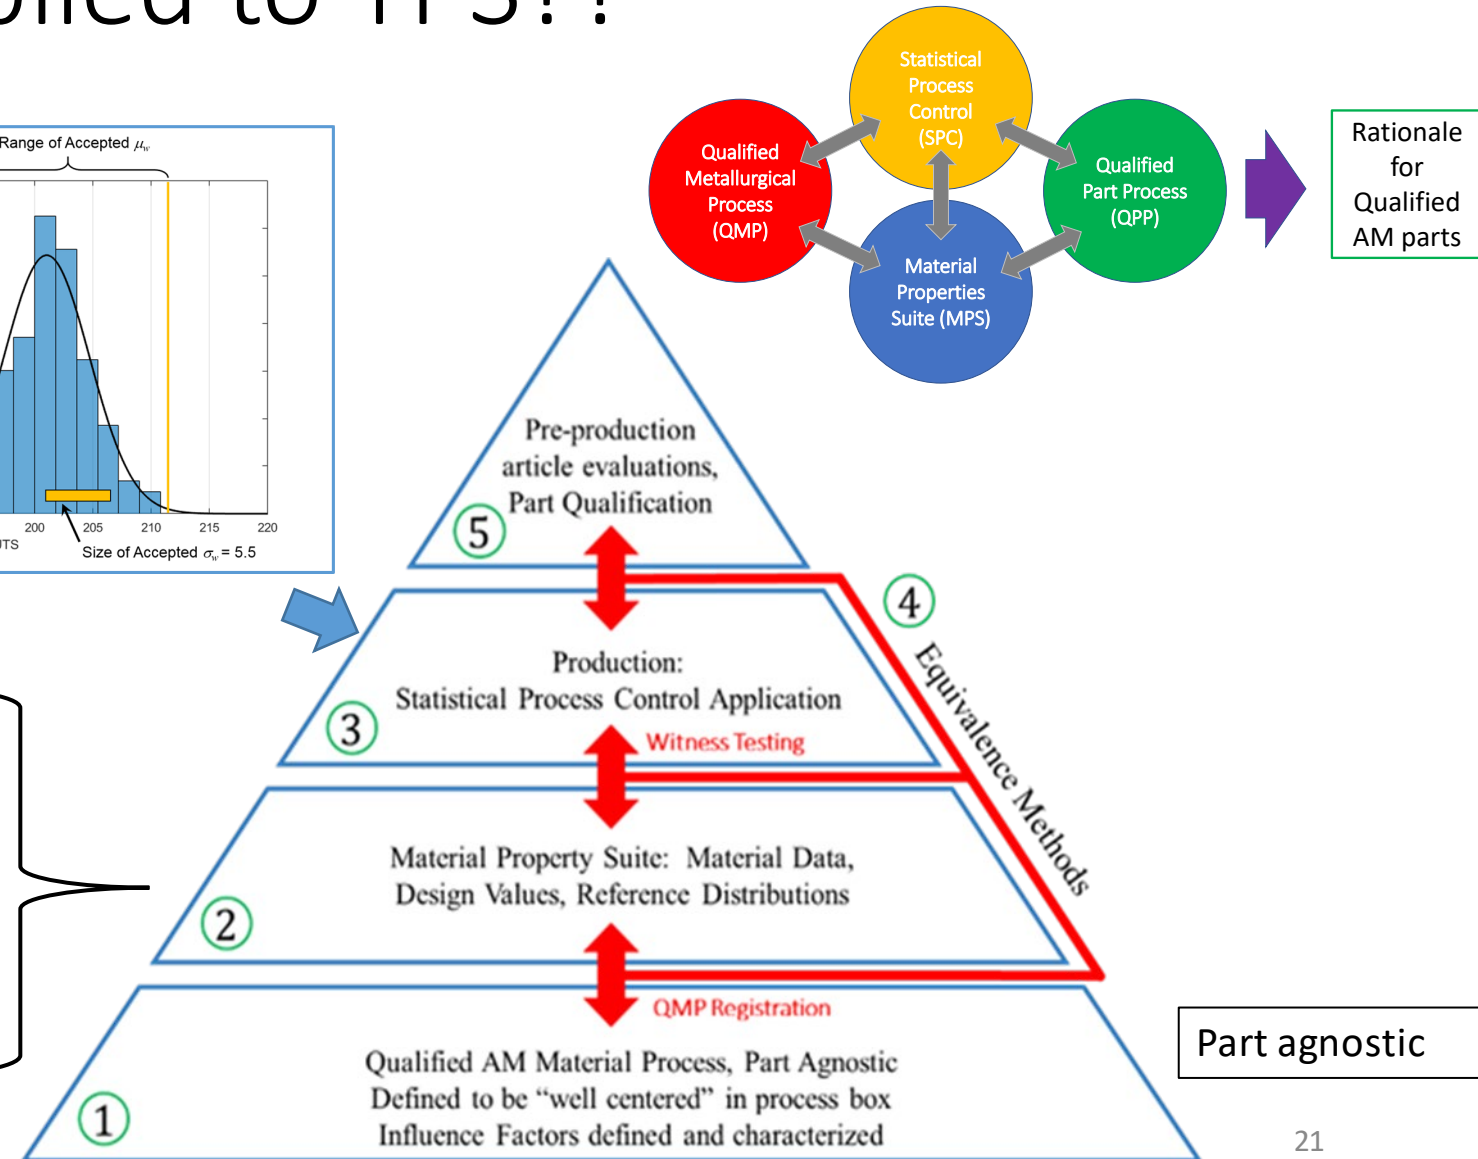 to TPS??
Range of Accepted μw
200 205 210 215 220
UTS
Size of Accepted σw = 5.5
Statistical
Process
Control
(SPC)
Qualified
Metallurgical
Process
(QMP)
Qualified
Part Process
(QPP)
Material
Properties
Suite (MPS)
Rationale
for
Qualified
AM parts
Pre-production
article evaluations,
Part Qualification
5
4
Equivalence Methods
Production:
Statistical Process Control Application
3
Witness Testing
Material Property Suite: Material Data,
Design Values, Reference Distributions
2
QMP Registration
Qualified AM Material Process, Part Agnostic
Defined to be “well centered” in process box
Influence Factors defined and characterized
1
Part agnostic
21